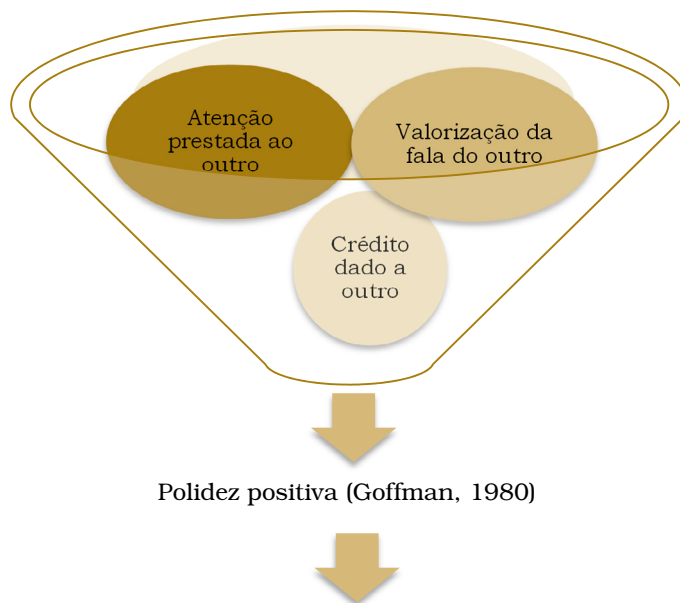 Atenção
prestada ao
outro
Valorização da
fala do outro
Crédito
dado a
outro
Polidez positiva (Goffman, 1980)